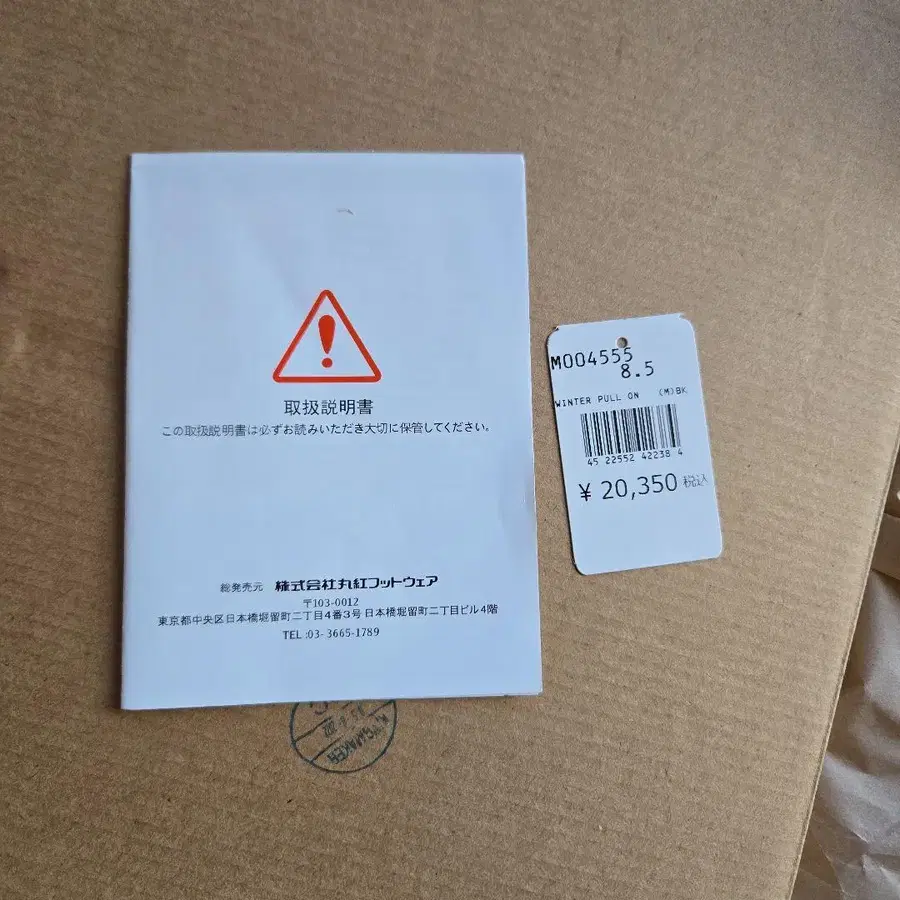 取扱説明書
この取扱説明書は必ずお読みいただき大切に保管してください。
総発売元 株式会社丸紅フットウェア
〒103-0012
東京都中央区日本橋堀留町二丁目4番3号 日本橋堀留町二丁目ビル4階
TEL :03- 3665-1789
M004555
8.5
WINTER PULL ON (M)BK
45 22552 42238 4
¥ 20,350 税込
KINGMAKER